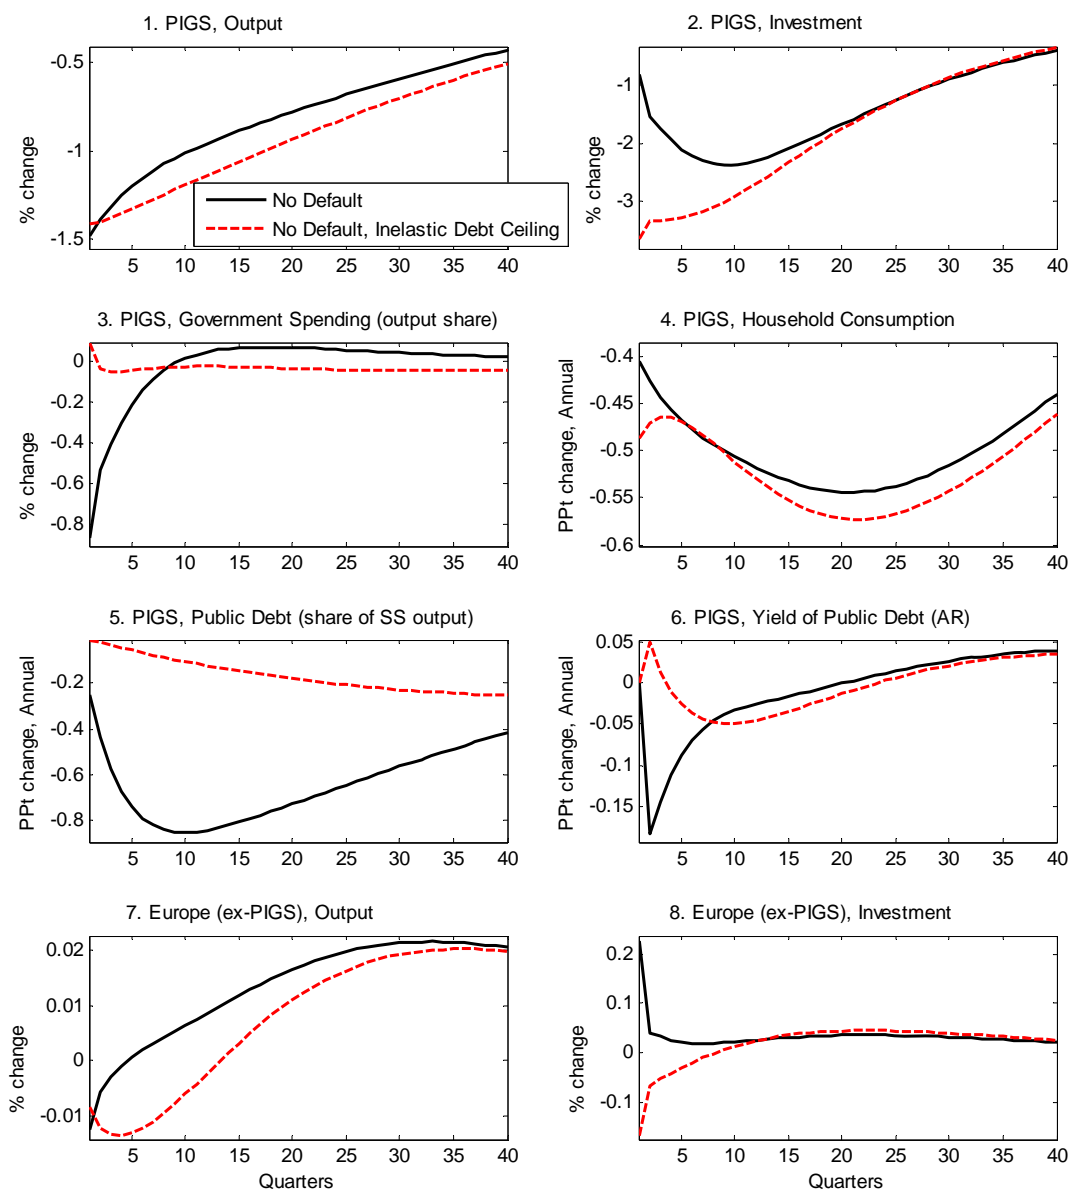 1. PIGS, Output
2. PIGS, Investment
% change
-0.5
-1
-1.5
5 10 15 20 25 30 35 40
No Default
No Default, Inelastic Debt Ceiling
% change
-1
-2
-3
5 10 15 20 25 30 35 40
3. PIGS, Government Spending (output share)
4. PIGS, Household Consumption
% change
0
-0.2
-0.4
-0.6
-0.8
5 10 15 20 25 30 35 40
PPt change, Annual
-0.4
-0.45
-0.5
-0.55
-0.6
5 10 15 20 25 30 35 40
5. PIGS, Public Debt (share of SS output)
6. PIGS, Yield of Public Debt (AR)
PPt change, Annual
-0.2
-0.4
-0.6
-0.8
5 10 15 20 25 30 35 40
PPt change, Annual
0.05
0
-0.05
-0.1
-0.15
5 10 15 20 25 30 35 40
7. Europe (ex-PIGS), Output
8. Europe (ex-PIGS), Investment
% change
0.02
0.01
0
-0.01
5 10 15 20 25 30 35 40
Quarters
% change
0.2
0.1
0
-0.1
5 10 15 20 25 30 35 40
Quarters